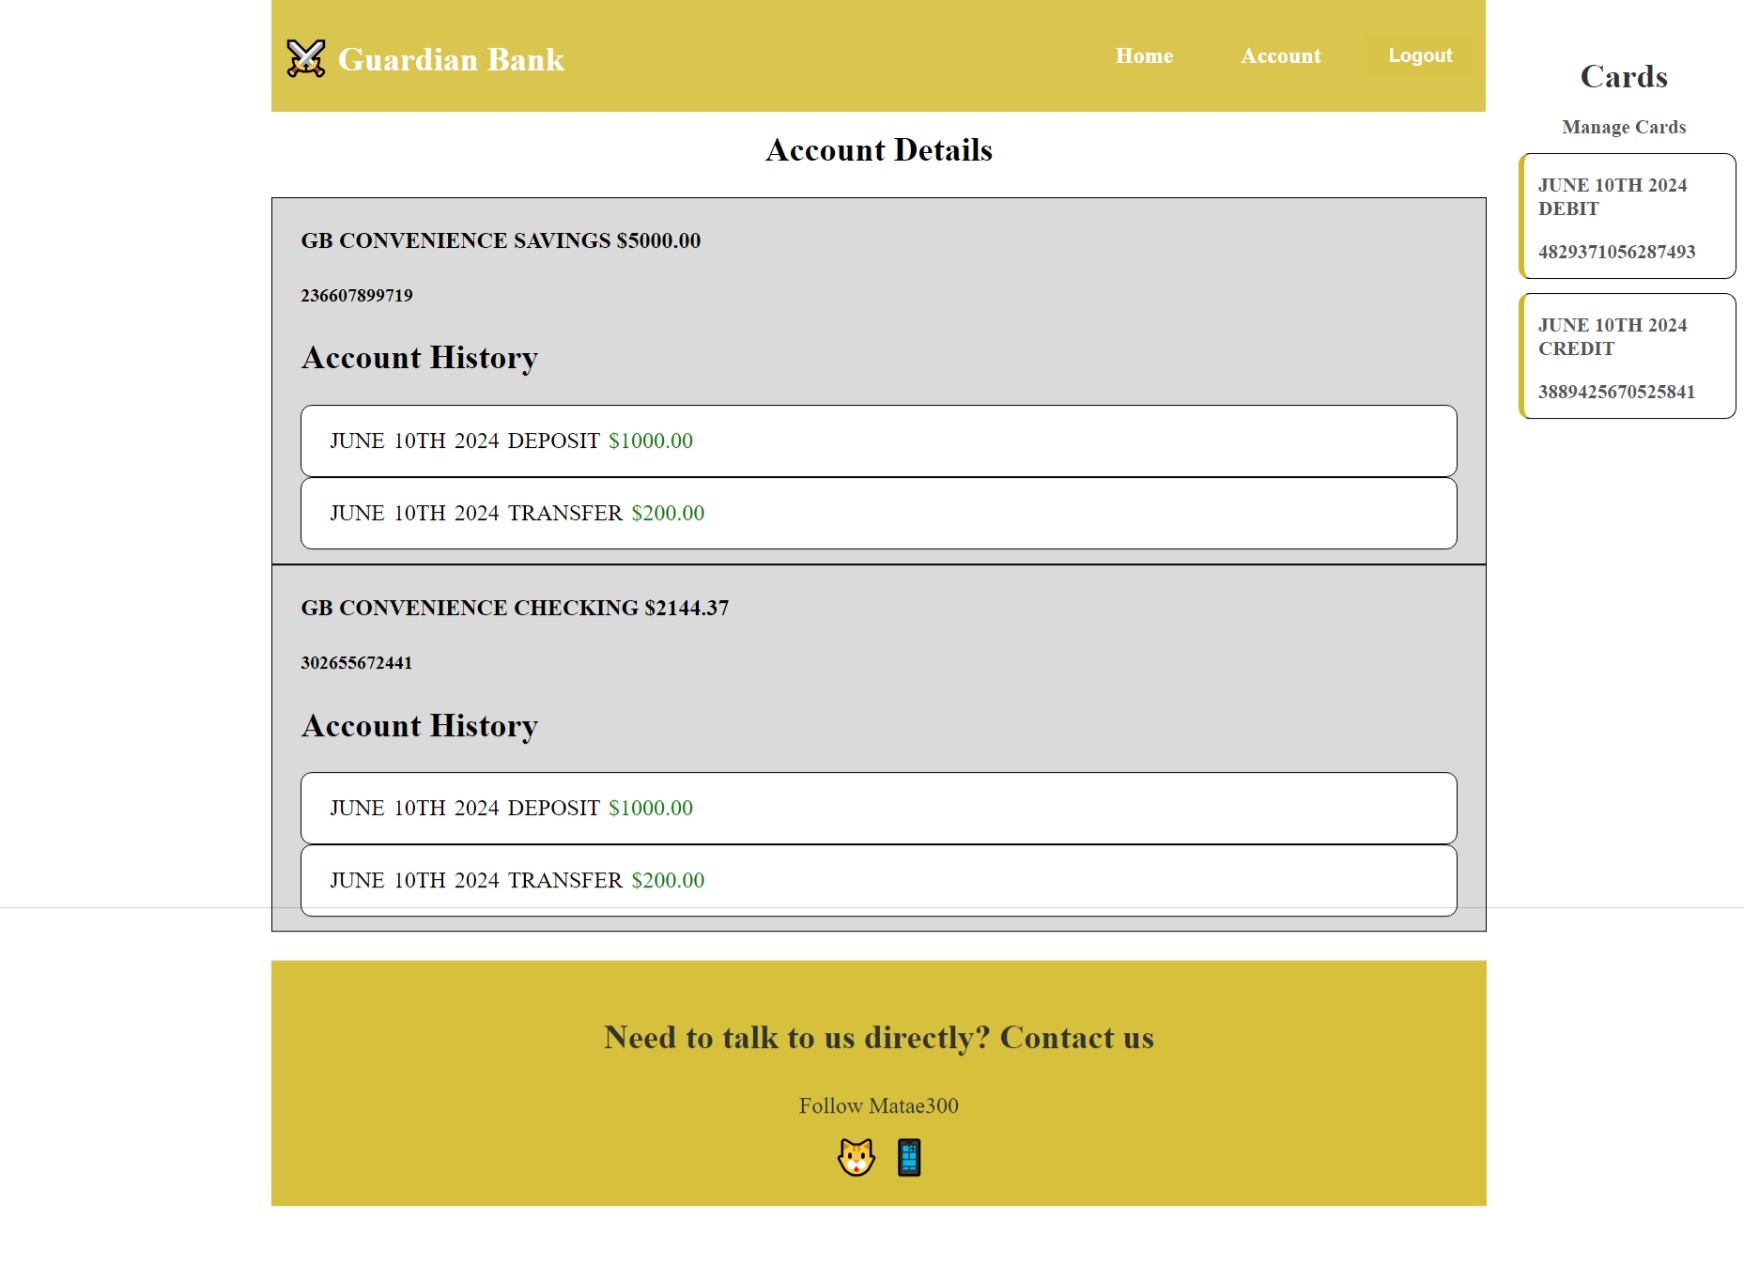 Guardian Bank
Home
Account
Logout
Account Details
GB CONVENIENCE SAVINGS $5000.00
236607899719
Account History
JUNE 10TH 2024 DEPOSIT $1000.00
JUNE 10TH 2024 TRANSFER $200.00
GB CONVENIENCE CHECKING $2144.37
302655672441
Account History
JUNE 10TH 2024 DEPOSIT $1000.00
JUNE 10TH 2024 TRANSFER $200.00
Cards
Manage Cards
JUNE 10TH 2024
DEBIT
4829371056287493
JUNE 10TH 2024
CREDIT
3889425670525841
Need to talk to us directly? Contact us
Follow Matae300